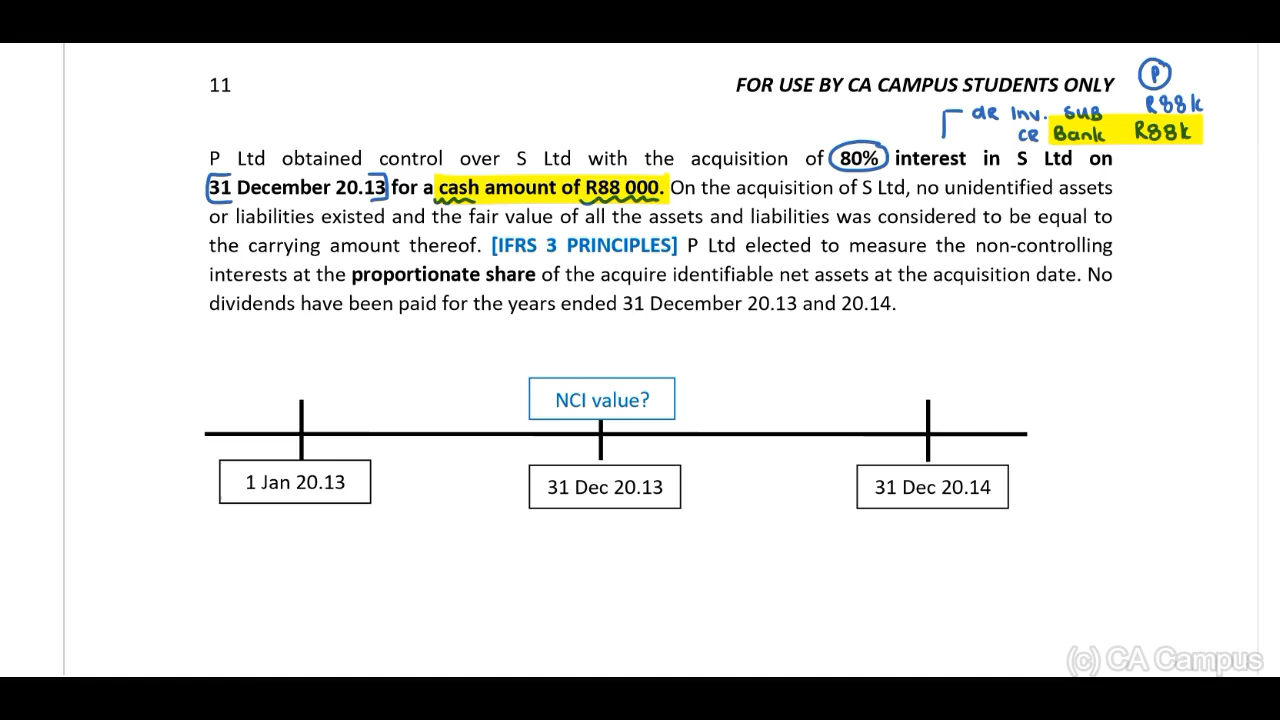 11 FOR USE BY CA CAMPUS STUDENTS ONLY
P
dr Inv. sub R88k
cr Bank R88k
P Ltd obtained control over S Ltd with the acquisition of 80% interest in S Ltd on
31 December 20.13 for a cash amount of R88 000. On the acquisition of S Ltd, no unidentified assets
or liabilities existed and the fair value of all the assets and liabilities was considered to be equal to
the carrying amount thereof. [IFRS 3 PRINCIPLES] P Ltd elected to measure the non-controlling
interests at the proportionate share of the acquire identifiable net assets at the acquisition date. No
dividends have been paid for the years ended 31 December 20.13 and 20.14.
NCI value?
1 Jan 20.13
31 Dec 20.13
31 Dec 20.14
(c) CA Campus